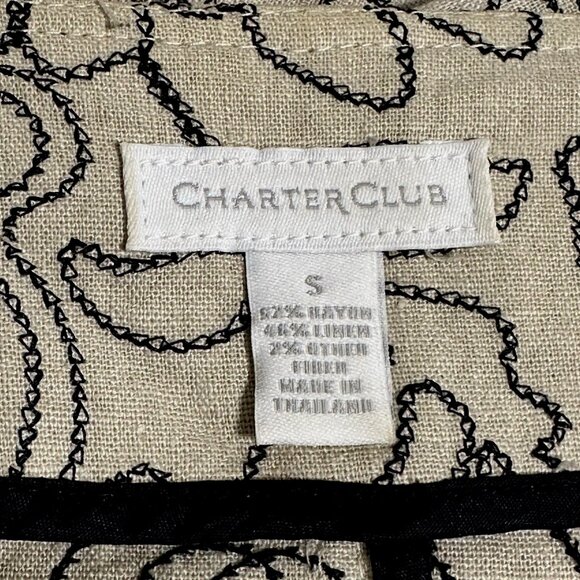 CHARTER CLUB
S
52% RAYON
46% LINEN
2% OTHER
FIBER
MADE IN
THAILAND